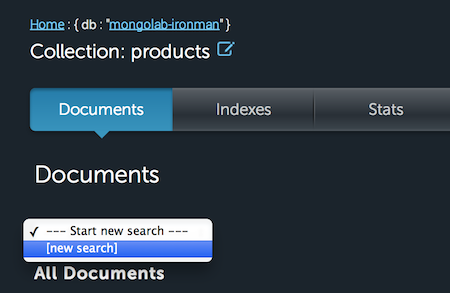 Home : { db : "mongolab-ironman" }
Collection: products
Documents Indexes Stats
Documents
✓ --- Start new search ---
[new search]
All Documents